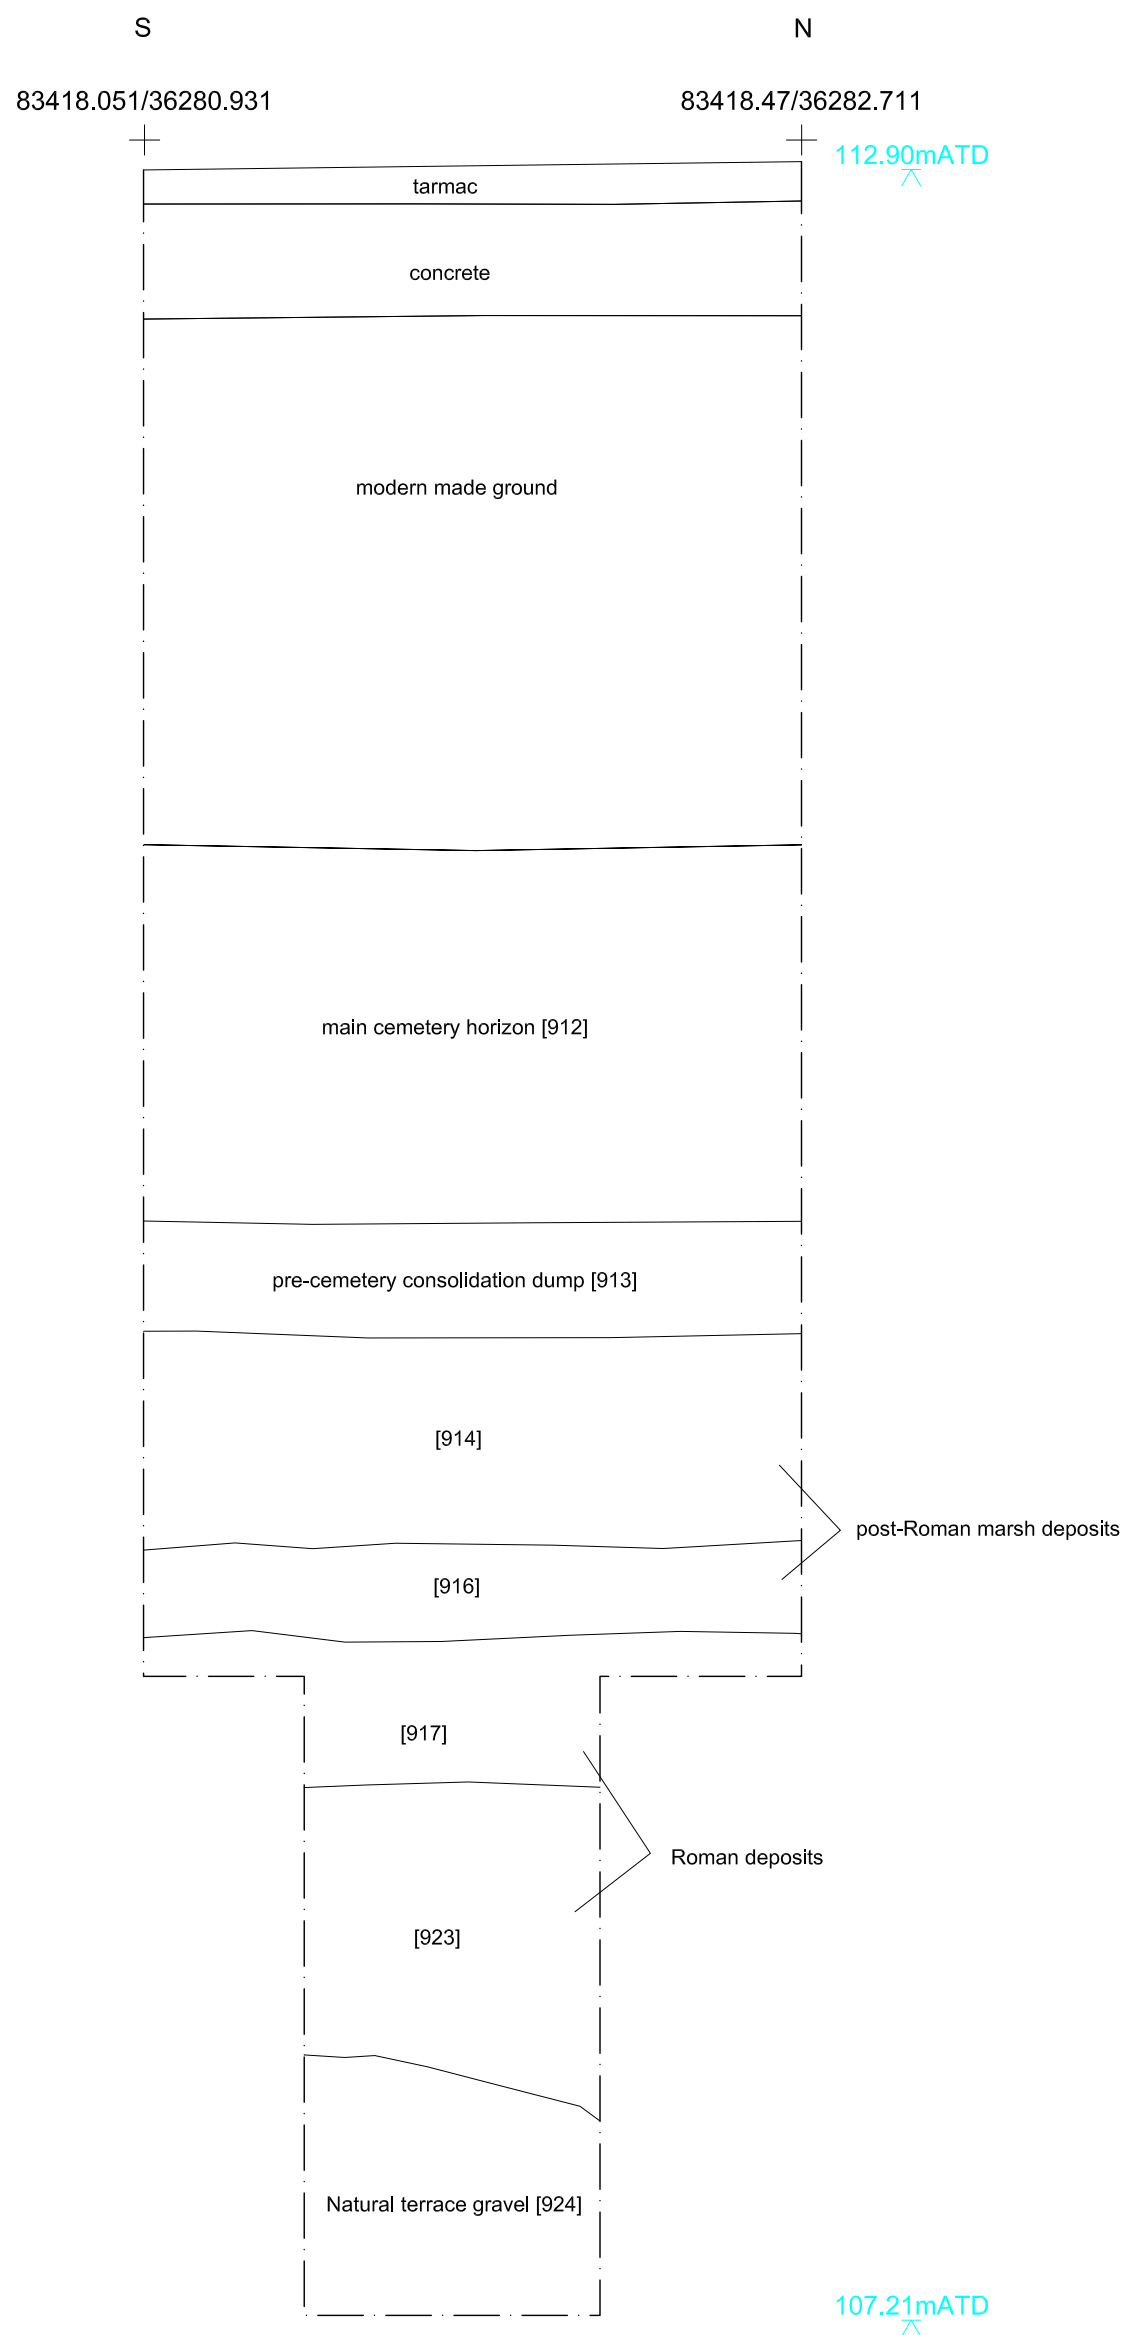 S
N
83418.051/36280.931
83418.47/36282.711
112.90mATD
tarmac
concrete
modern made ground
main cemetery horizon [912]
pre-cemetery consolidation dump [913]
[914]
post-Roman marsh deposits
[916]
[917]
Roman deposits
[923]
Natural terrace gravel [924]
107.21mATD